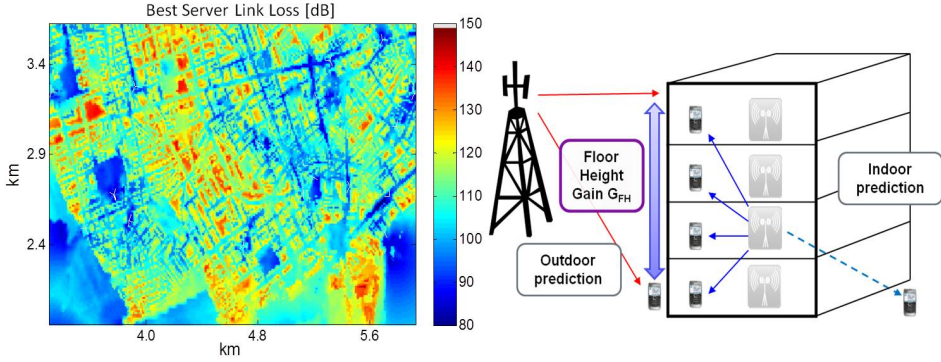 Best Server Link Loss [dB]
3.4
2.9
2.4
km
4.0
4.8
5.6
km
150
140
130
120
110
100
90
80
Floor
Height
Gain G_FH
Outdoor
prediction
Indoor
prediction